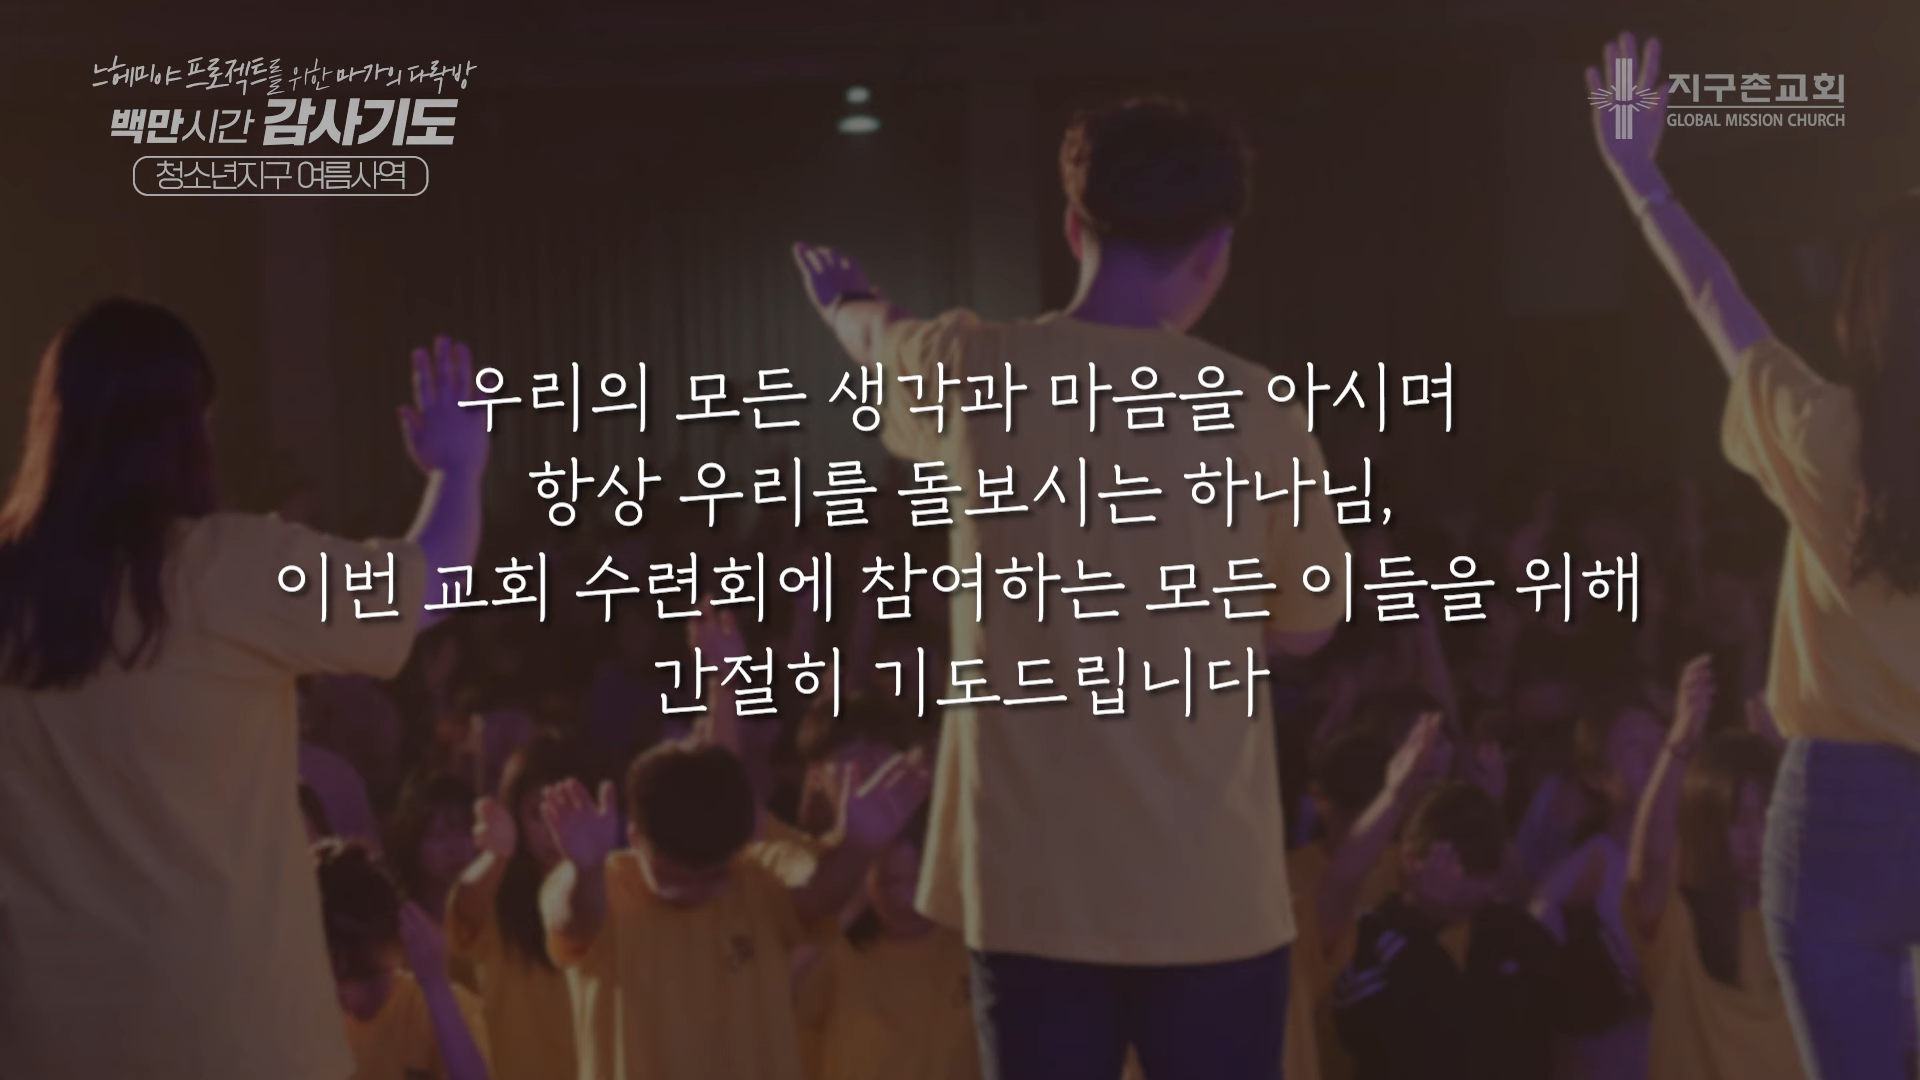 느헤미야 프로젝트를 위한 마가의 다락방
백만시간 감사기도
청소년지구 여름사역
지구촌교회
GLOBAL MISSION CHURCH
우리의 모든 생각과 마음을 아시며
항상 우리를 돌보시는 하나님,
이번 교회 수련회에 참여하는 모든 이들을 위해
간절히 기도드립니다